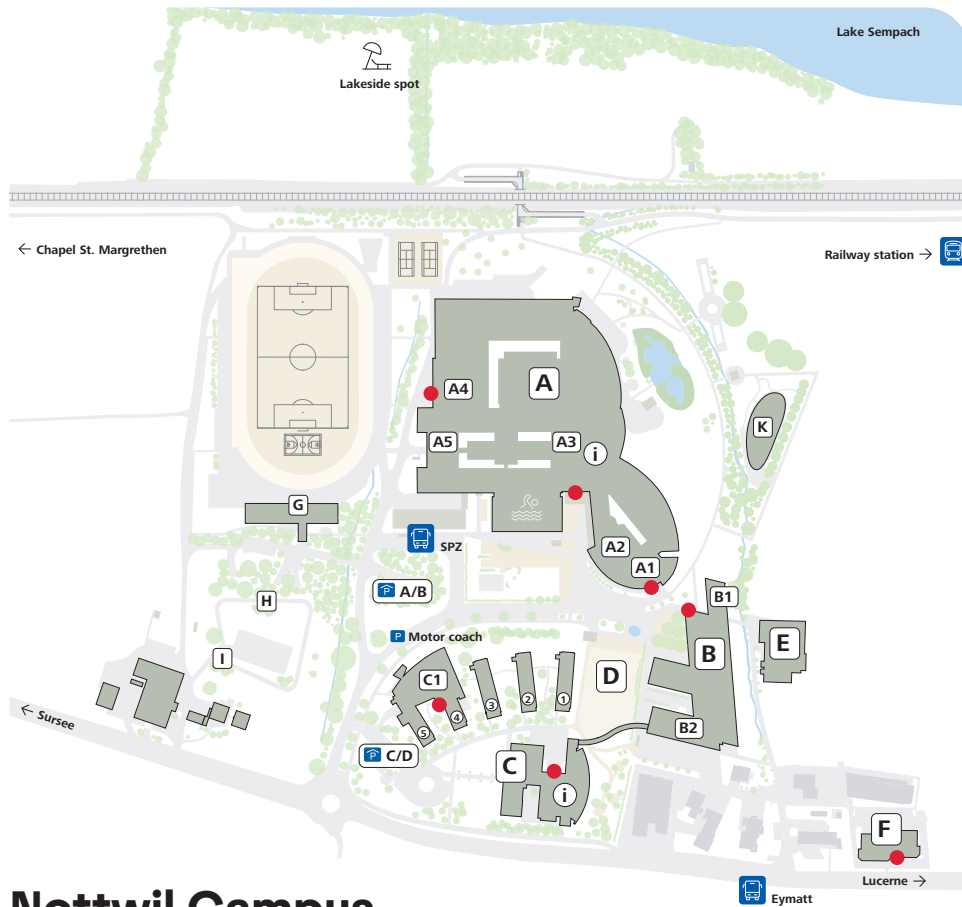 Lake Sempach
Lakeside spot
← Chapel St. Margrethen
Railway station →
A
A4
K
A5
A3
i
G
SPZ
A2
A1
P A/B
B1
H
P Motor coach
B
E
I
C1
D
1
2
3
4
5
B2
← Sursee
P C/D
C
i
F
Lucerne →
Eymatt
Nottwil Campus